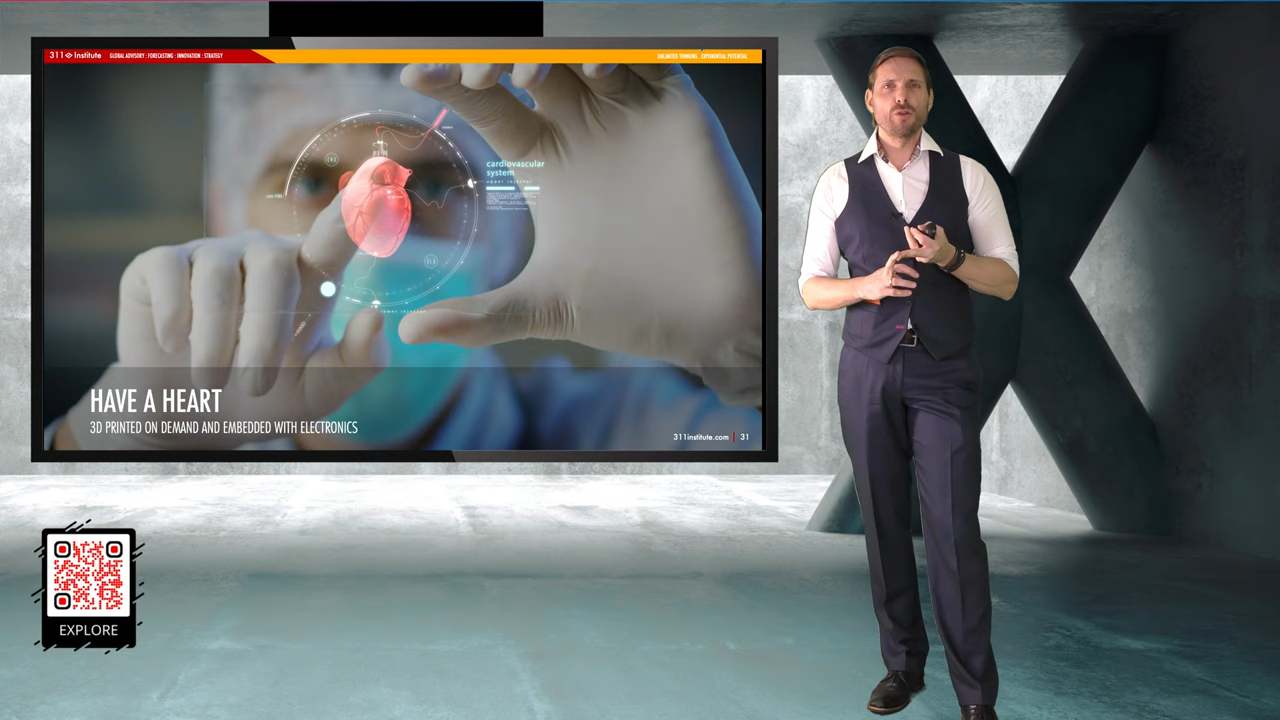 311 Institute GLOBAL ADVISORY : FORECASTING : INNOVATION : STRATEGY
UNLIMITED THINKING . EXPONENTIAL POTENTIAL
cardiovascular
system
HAVE A HEART
3D PRINTED ON DEMAND AND EMBEDDED WITH ELECTRONICS
311institute.com | 31
EXPLORE